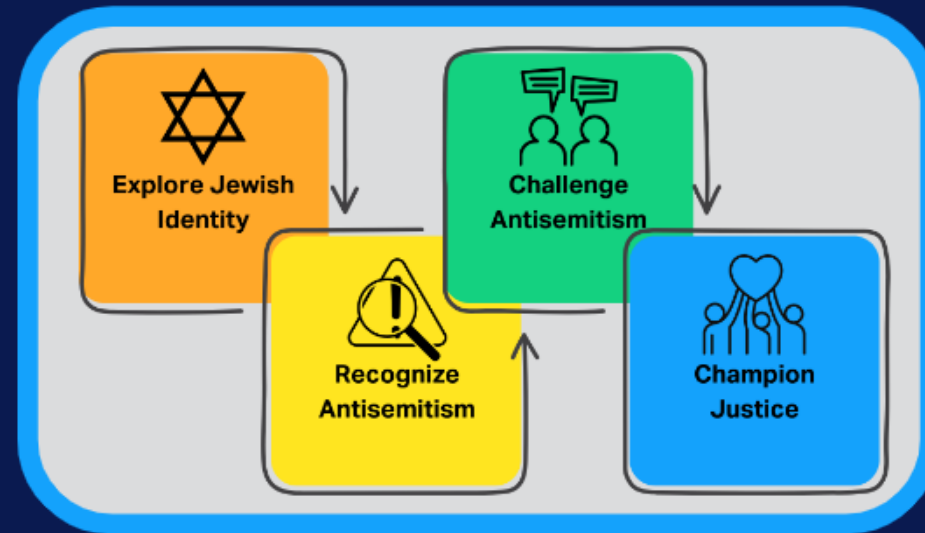 Explore Jewish
Identity
Recognize
Antisemitism
Challenge
Antisemitism
Champion
Justice